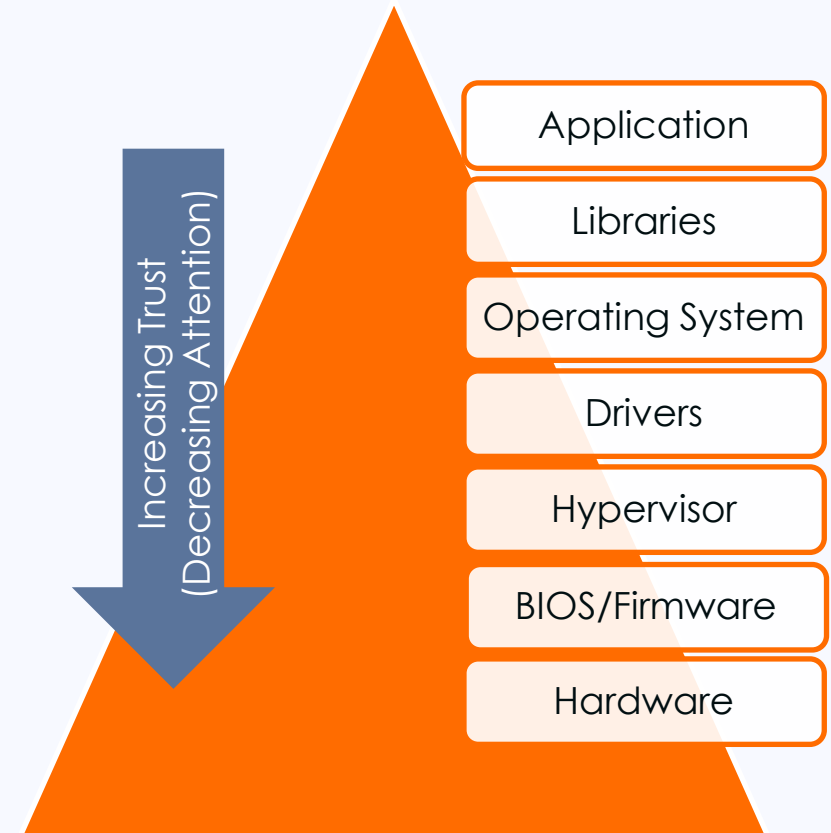 Increasing Trust
(Decreasing Attention)
Application
Libraries
Operating System
Drivers
Hypervisor
BIOS/Firmware
Hardware